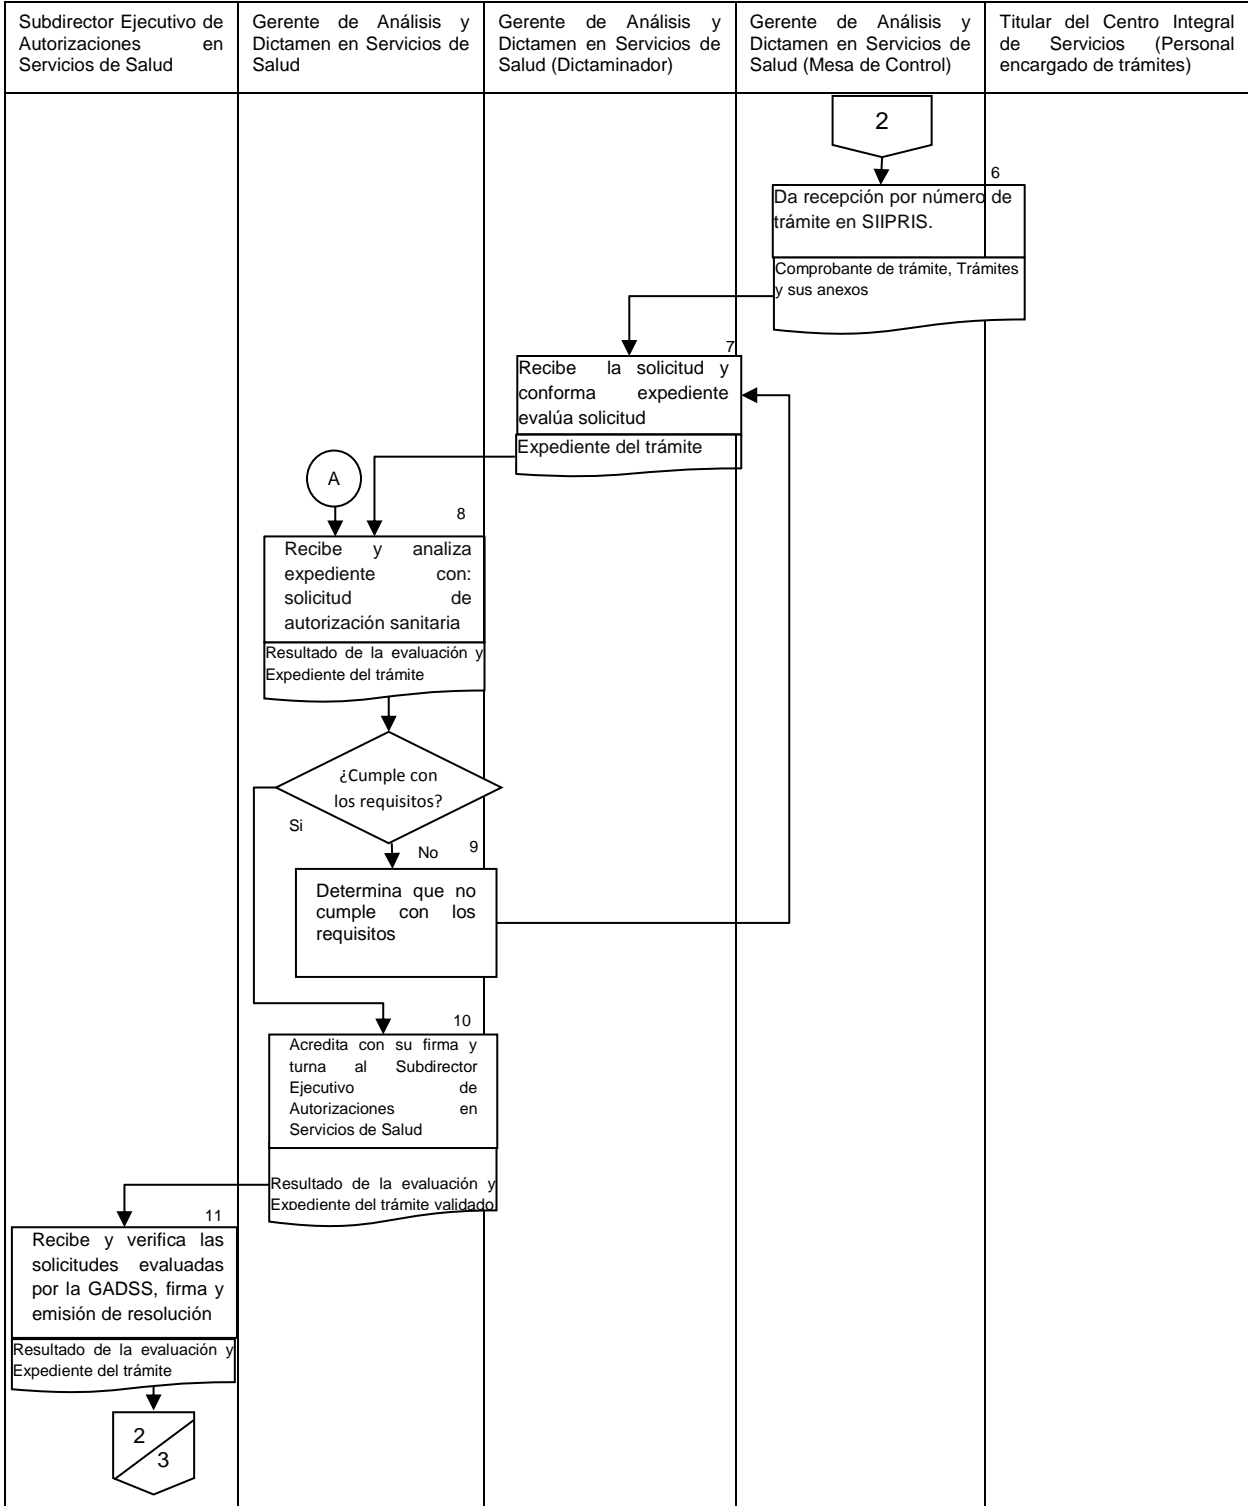 Subdirector Ejecutivo de
Autorizaciones en
Servicios de Salud
Gerente de Análisis y
Dictamen en Servicios de
Salud
Gerente de Análisis y
Dictamen en Servicios de
Salud (Dictaminador)
Gerente de Análisis y
Dictamen en Servicios de
Salud (Mesa de Control)
Titular del Centro Integral
de Servicios (Personal
encargado de trámites)
2
6
Da recepción por número de
trámite en SIIPRIS.
Comprobante de trámite, Trámites
y sus anexos
7
Recibe la solicitud y
conforma expediente
evalúa solicitud
Expediente del trámite
A
8
Recibe y analiza
expediente con:
solicitud de
autorización sanitaria
Resultado de la evaluación y
Expediente del trámite
¿Cumple con
los requisitos?
Si
No
9
Determina que no
cumple con los
requisitos
10
Acredita con su firma y
turna al Subdirector
Ejecutivo de
Autorizaciones en
Servicios de Salud
Resultado de la evaluación y
Expediente del trámite validado
11
Recibe y verifica las
solicitudes evaluadas
por la GADSS, firma y
emisión de resolución
Resultado de la evaluación y
Expediente del trámite
2
3